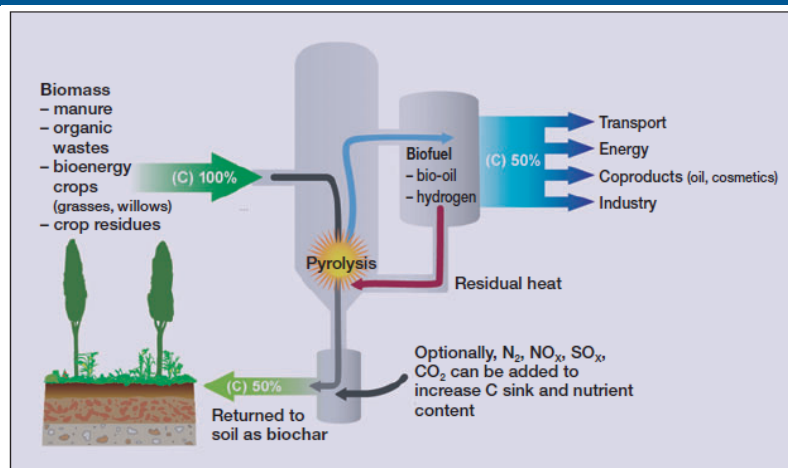 Biomass
– manure
– organic
wastes
– bioenergy
crops
(grasses, willows)
– crop residues
(C) 100%
Pyrolysis
Biofuel
– bio-oil
– hydrogen
(C) 50%
Transport
Energy
Coproducts (oil, cosmetics)
Industry
Residual heat
Optionally, N₂, NOₓ, SOₓ,
CO₂ can be added to
increase C sink and nutrient
content
(C) 50%
Returned to
soil as biochar